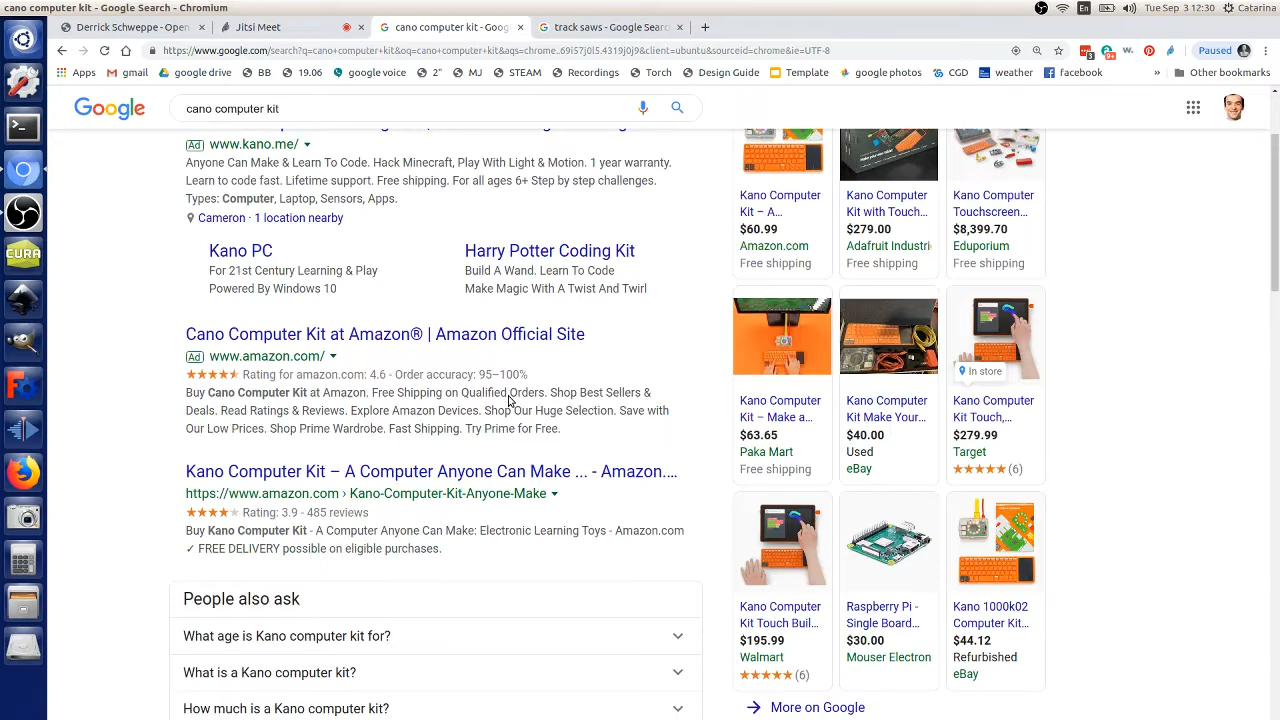 cano computer kit - Google Search - Chromium
En
Tue Sep 3 12:30
Catarina
Derrick Schweppe - Open
Jitsi Meet
cano computer kit - Goog
track saws - Google Sear
https://www.google.com/search?q=cano+computer+kit&oq=cano+computer+kit&aqs=chrome..69i57j0l5.4319j0j9&client=ubuntu&sourceid=chrome&ie=UTF-8
3
9+
W.
Paused
Apps
gmail
google drive
BB
19.06
google voice
2"
MJ
STEAM
Recordings
Torch
Design Guide
Template
google photos
CGD
weather
facebook
»
Other bookmarks
Google
cano computer kit
Ad www.kano.me/
Anyone Can Make & Learn To Code. Hack Minecraft, Play With Light & Motion. 1 year warranty.
Learn to code fast. Lifetime support. Free shipping. For all ages 6+ Step by step challenges.
Types: Computer, Laptop, Sensors, Apps.
Cameron · 1 location nearby
Kano PC
For 21st Century Learning & Play
Powered By Windows 10
Harry Potter Coding Kit
Build A Wand. Learn To Code
Make Magic With A Twist And Twirl
Cano Computer Kit at Amazon® | Amazon Official Site
Ad www.amazon.com/
Rating for amazon.com: 4.6 - Order accuracy: 95–100%
Buy Cano Computer Kit at Amazon. Free Shipping on Qualified Orders. Shop Best Sellers &
Deals. Read Ratings & Reviews. Explore Amazon Devices. Shop Our Huge Selection. Save with
Our Low Prices. Shop Prime Wardrobe. Fast Shipping. Try Prime for Free.
Kano Computer Kit – A Computer Anyone Can Make ... - Amazon....
https://www.amazon.com › Kano-Computer-Kit-Anyone-Make
Rating: 3.9 - 485 reviews
Buy Kano Computer Kit - A Computer Anyone Can Make: Electronic Learning Toys - Amazon.com
✓ FREE DELIVERY possible on eligible purchases.
People also ask
What age is Kano computer kit for?
What is a Kano computer kit?
How much is a Kano computer kit?
Kano Computer
Kit – A...
$60.99
Amazon.com
Free shipping
Kano Computer
Kit with Touch...
$279.00
Adafruit Industri
Free shipping
Kano Computer
Touchscreen...
$8,399.70
Eduporium
Free shipping
Kano Computer
Kit – Make a...
$63.65
Paka Mart
Free shipping
Kano Computer
Kit Make Your...
$40.00
Used
eBay
In store
Kano Computer
Kit Touch,...
$279.99
Target
(6)
Kano Computer
Kit Touch Buil...
$195.99
Walmart
(6)
Raspberry Pi -
Single Board...
$30.00
Mouser Electron
Kano 1000k02
Computer Kit...
$44.12
Refurbished
eBay
More on Google
CURA